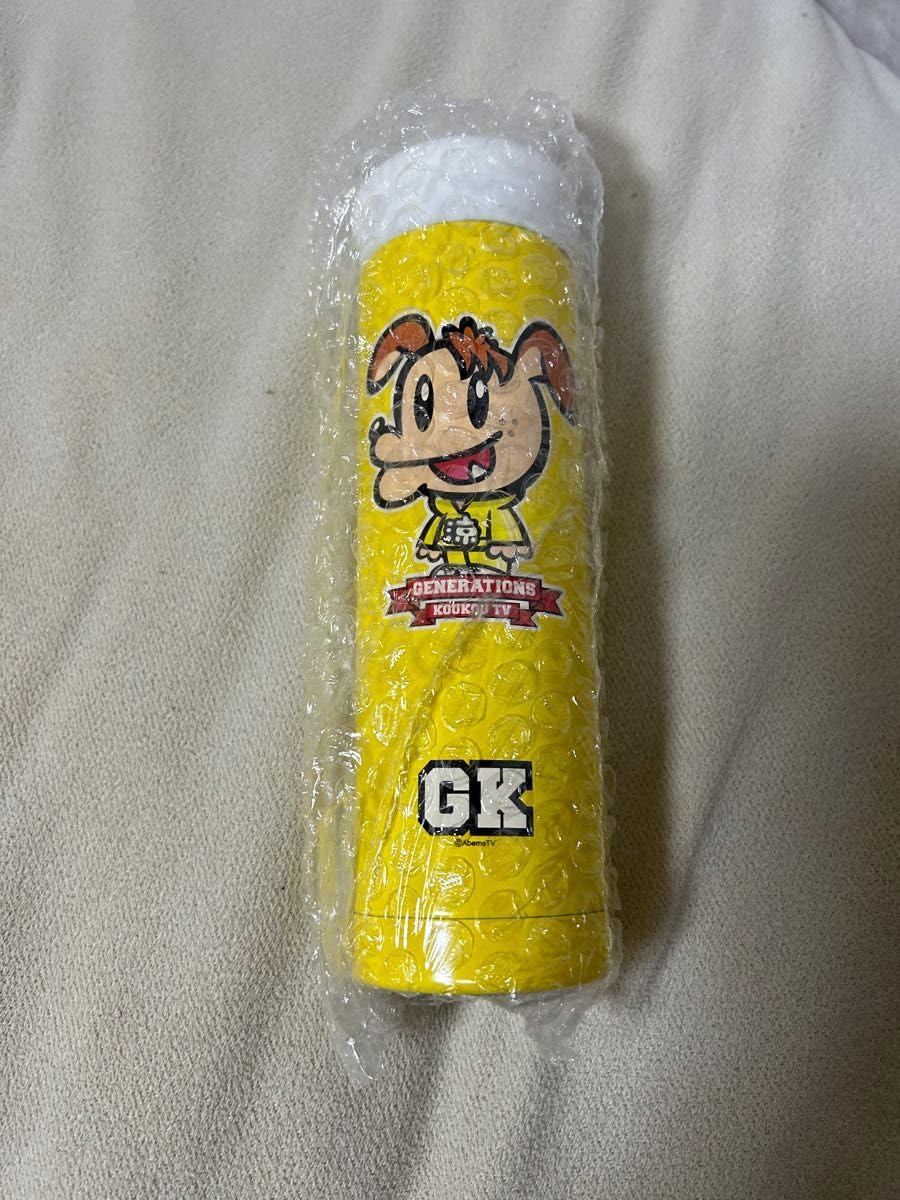 GENERATIONS
KOUKOU TV
GK
©AbemaTV